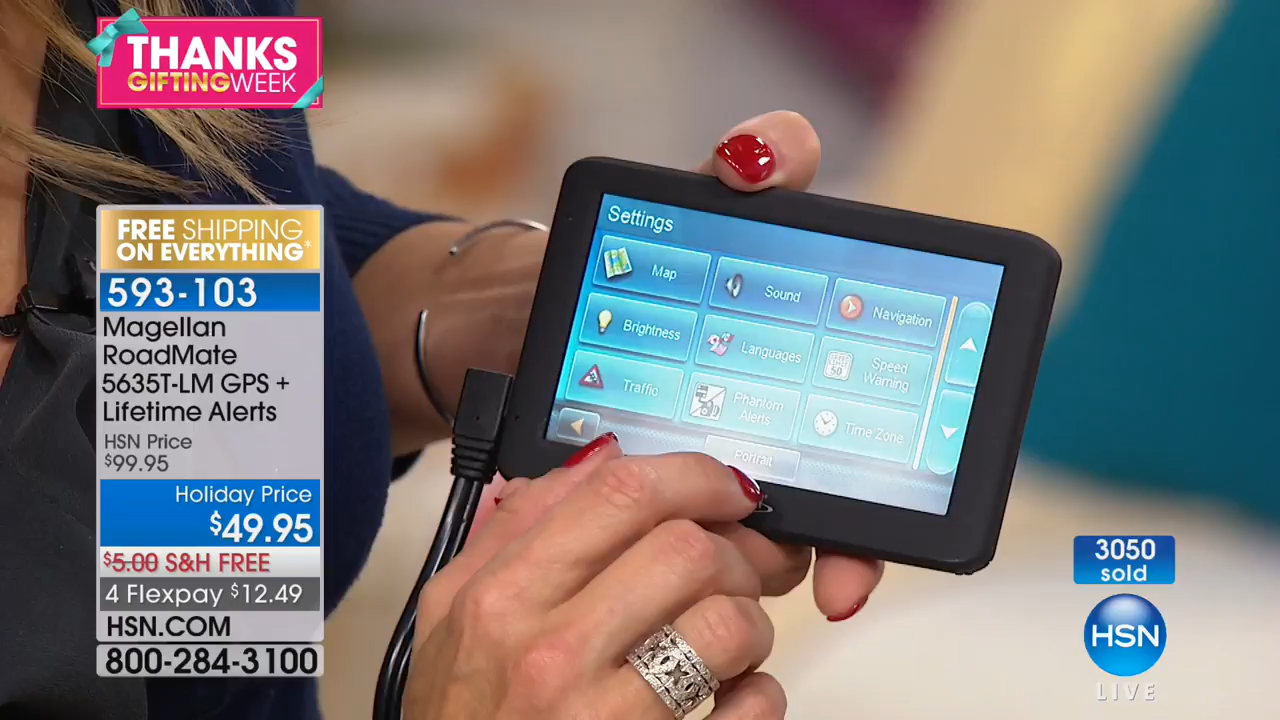 THANKS
GIFTING WEEK
FREE SHIPPING
ON EVERYTHING*
593-103
Magellan
RoadMate
5635T-LM GPS +
Lifetime Alerts
HSN Price
$99.95
Holiday Price
$49.95
$5.00 S&H FREE
4 Flexpay $12.49
HSN.COM
800-284-3100
Settings
Map
Sound
Navigation
Brightness
Languages
Speed
Warning
50
Traffic
Phantom
Alerts
Time Zone
Portrait
3050
sold
HSN
LIVE